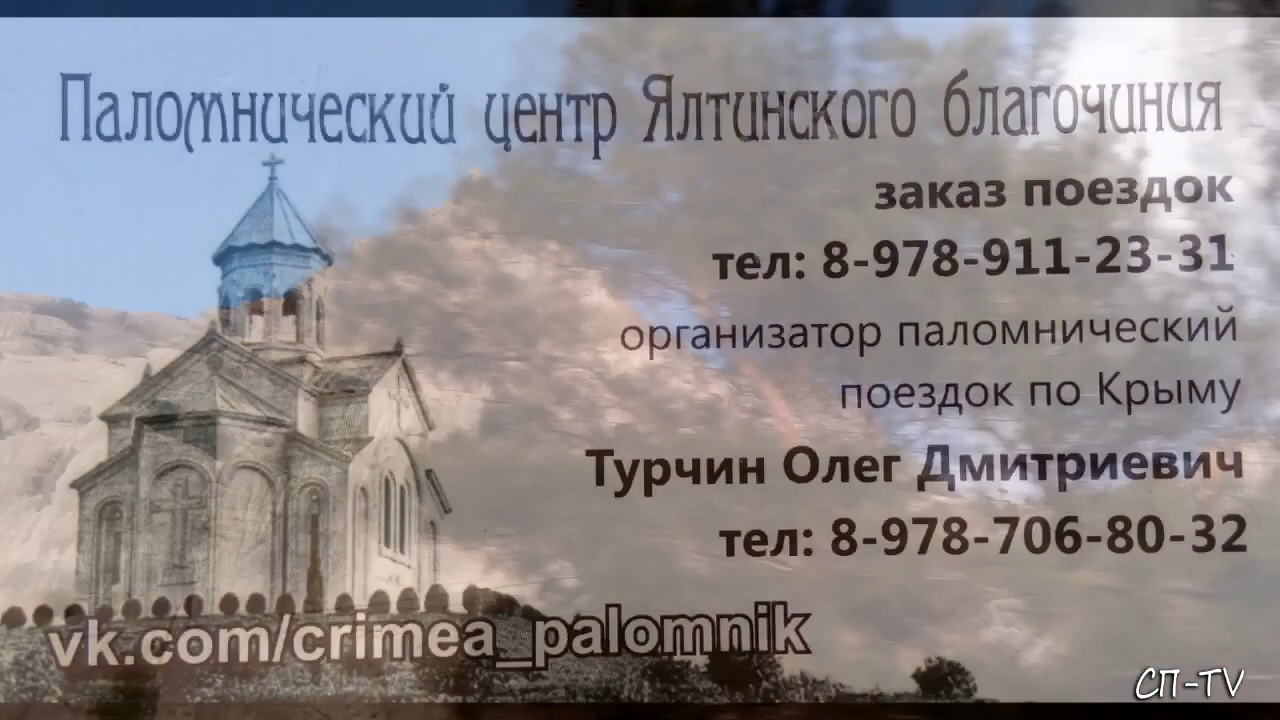 Паломнический центр Ялтинского благочиния
заказ поездок
тел: 8-978-911-23-31
организатор паломнический
поездок по Крыму
Турчин Олег Дмитриевич
тел: 8-978-706-80-32
vk.com/crimea_palomnik
СП-TV